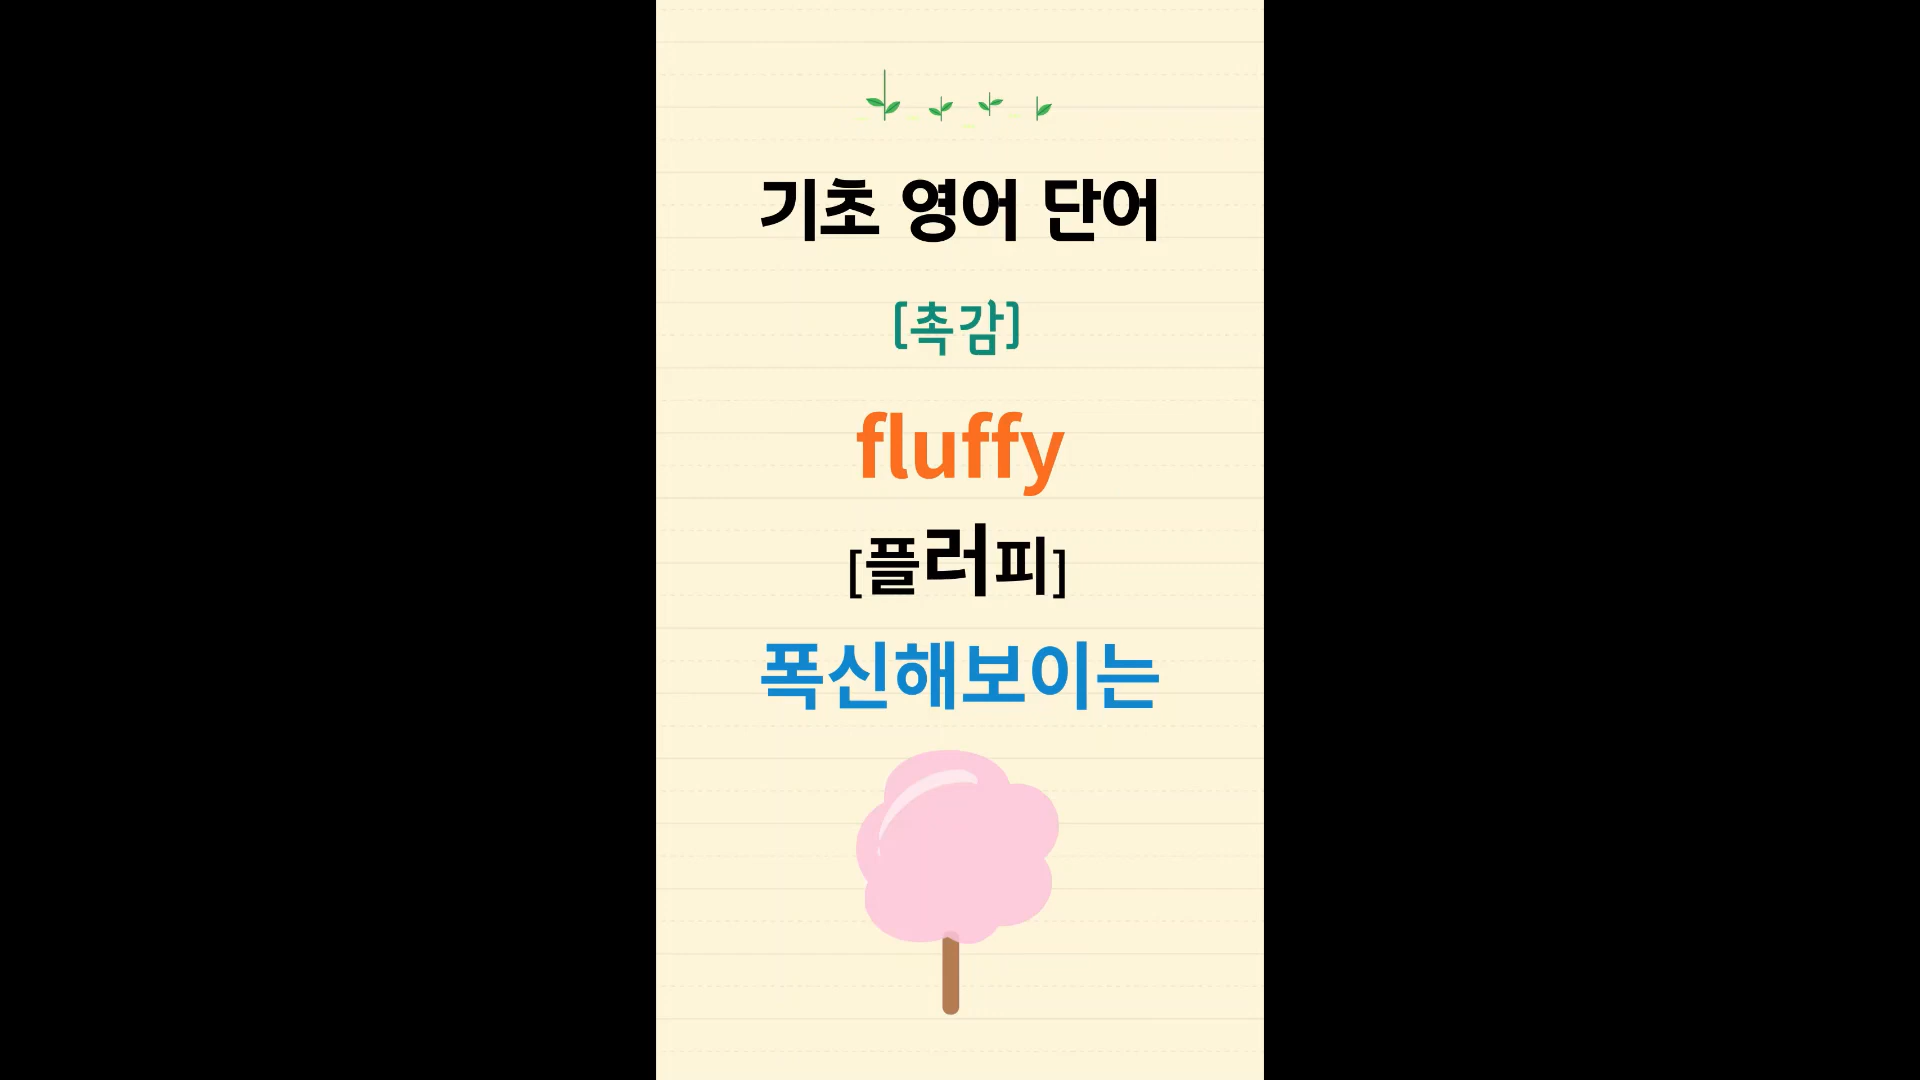 기초 영어 단어
[촉감]
fluffy
[플러피]
폭신해보이는